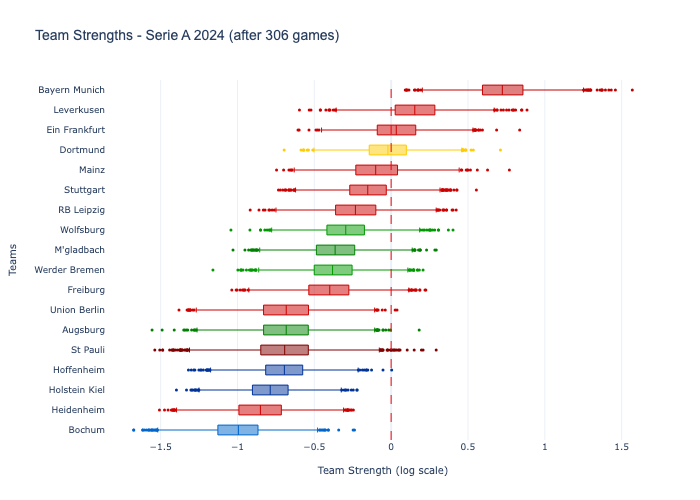 Team Strengths - Serie A 2024 (after 306 games)
Bayern Munich
Leverkusen
Ein Frankfurt
Dortmund
Mainz
Stuttgart
RB Leipzig
Wolfsburg
M'gladbach
Werder Bremen
Freiburg
Union Berlin
Augsburg
St Pauli
Hoffenheim
Holstein Kiel
Heidenheim
Bochum
Teams
−1.5 −1 −0.5 0 0.5 1 1.5
Team Strength (log scale)